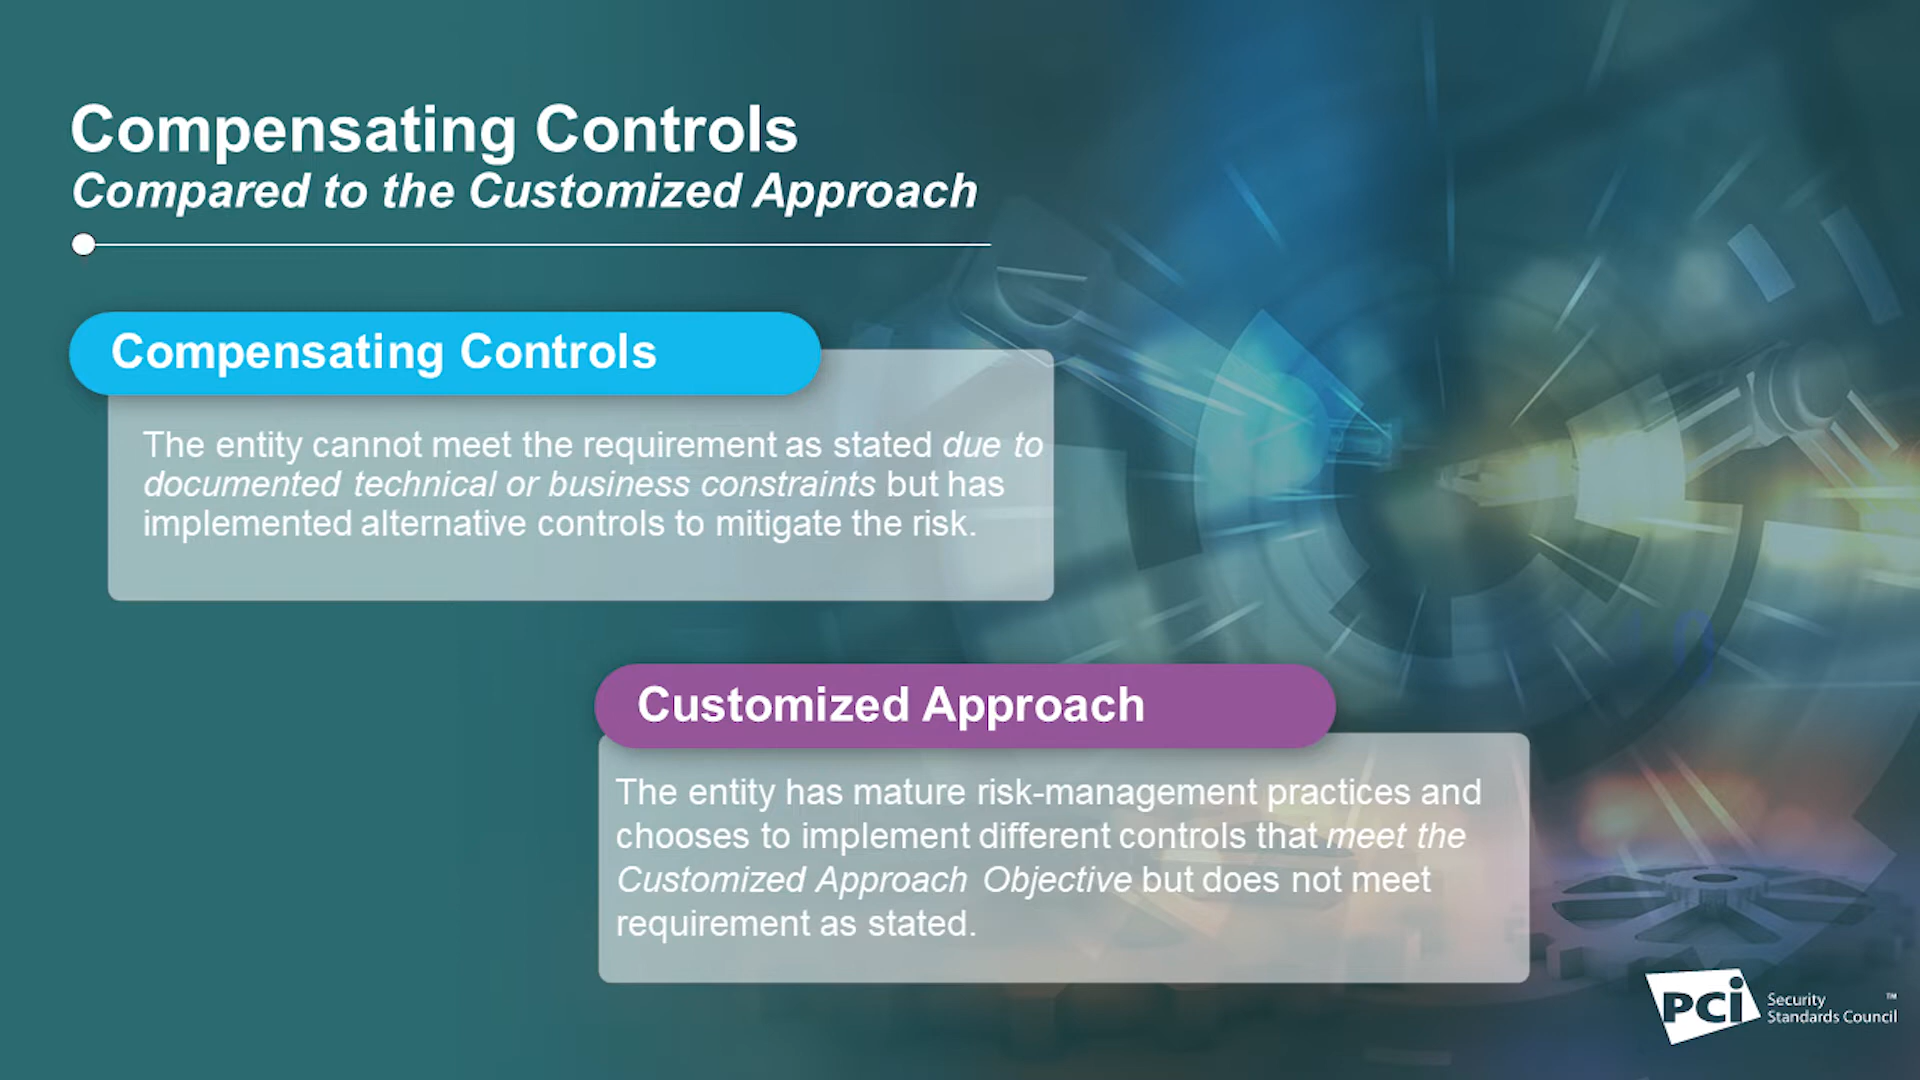 Compensating Controls
Compared to the Customized Approach
Compensating Controls
The entity cannot meet the requirement as stated due to
documented technical or business constraints but has
implemented alternative controls to mitigate the risk.
Customized Approach
The entity has mature risk-management practices and
chooses to implement different controls that meet the
Customized Approach Objective but does not meet
requirement as stated.
PCi Security ™
Standards Council